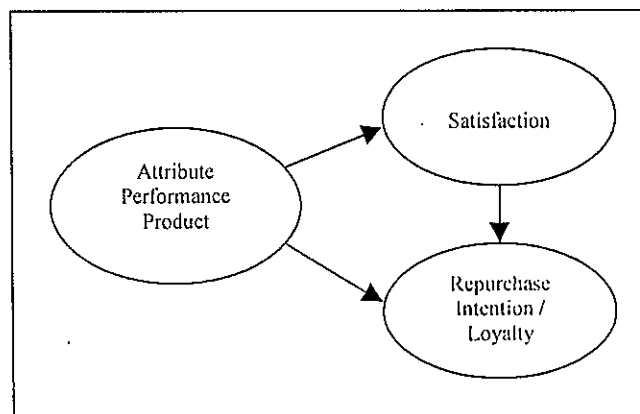 Attribute
Performance
Product
Satisfaction
Repurchase
Intention /
Loyalty